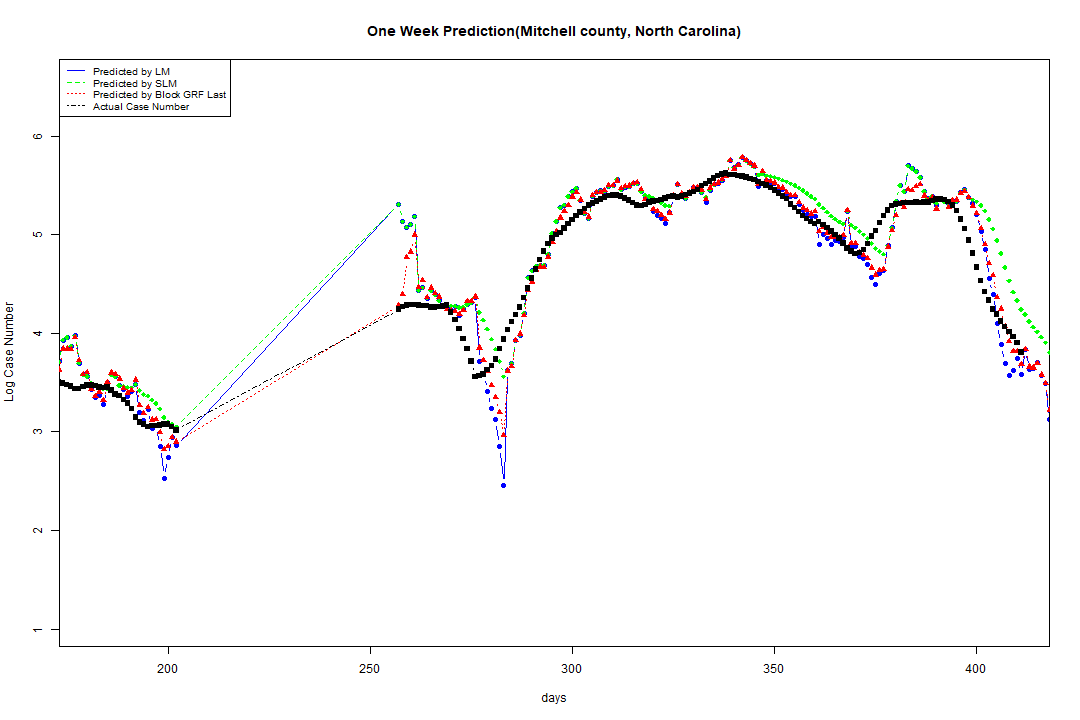 One Week Prediction(Mitchell county, North Carolina)
Predicted by LM
Predicted by SLM
Predicted by Block GRF Last
Actual Case Number
Log Case Number
6
5
4
3
2
1
200 250 300 350 400
days